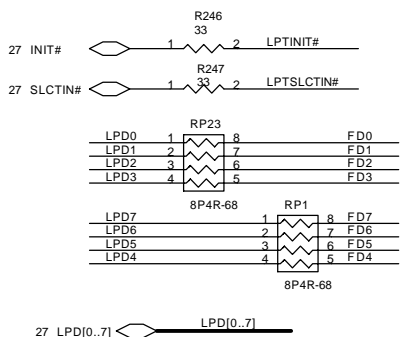 R246
33
27 INIT# 1 2 LPTINIT#
R247
33
27 SLCTIN# 1 2 LPTSLCTIN#
RP23
LPD0 1 8 FD0
LPD1 2 7 FD1
LPD2 3 6 FD2
LPD3 4 5 FD3
8P4R-68
RP1
LPD7 1 8 FD7
LPD6 2 7 FD6
LPD5 3 6 FD5
LPD4 4 5 FD4
8P4R-68
27 LPD[0..7] LPD[0..7]